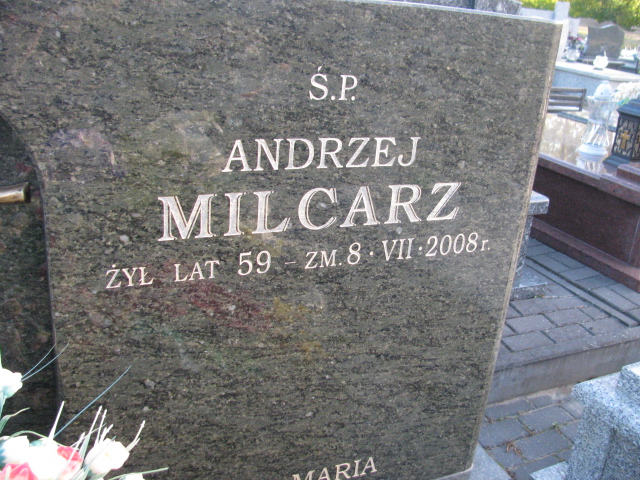 Ś.P.
ANDRZEJ
MILCARZ
ŻYŁ LAT 59 - ZM. 8 · VII · 2008 r.
MARIA